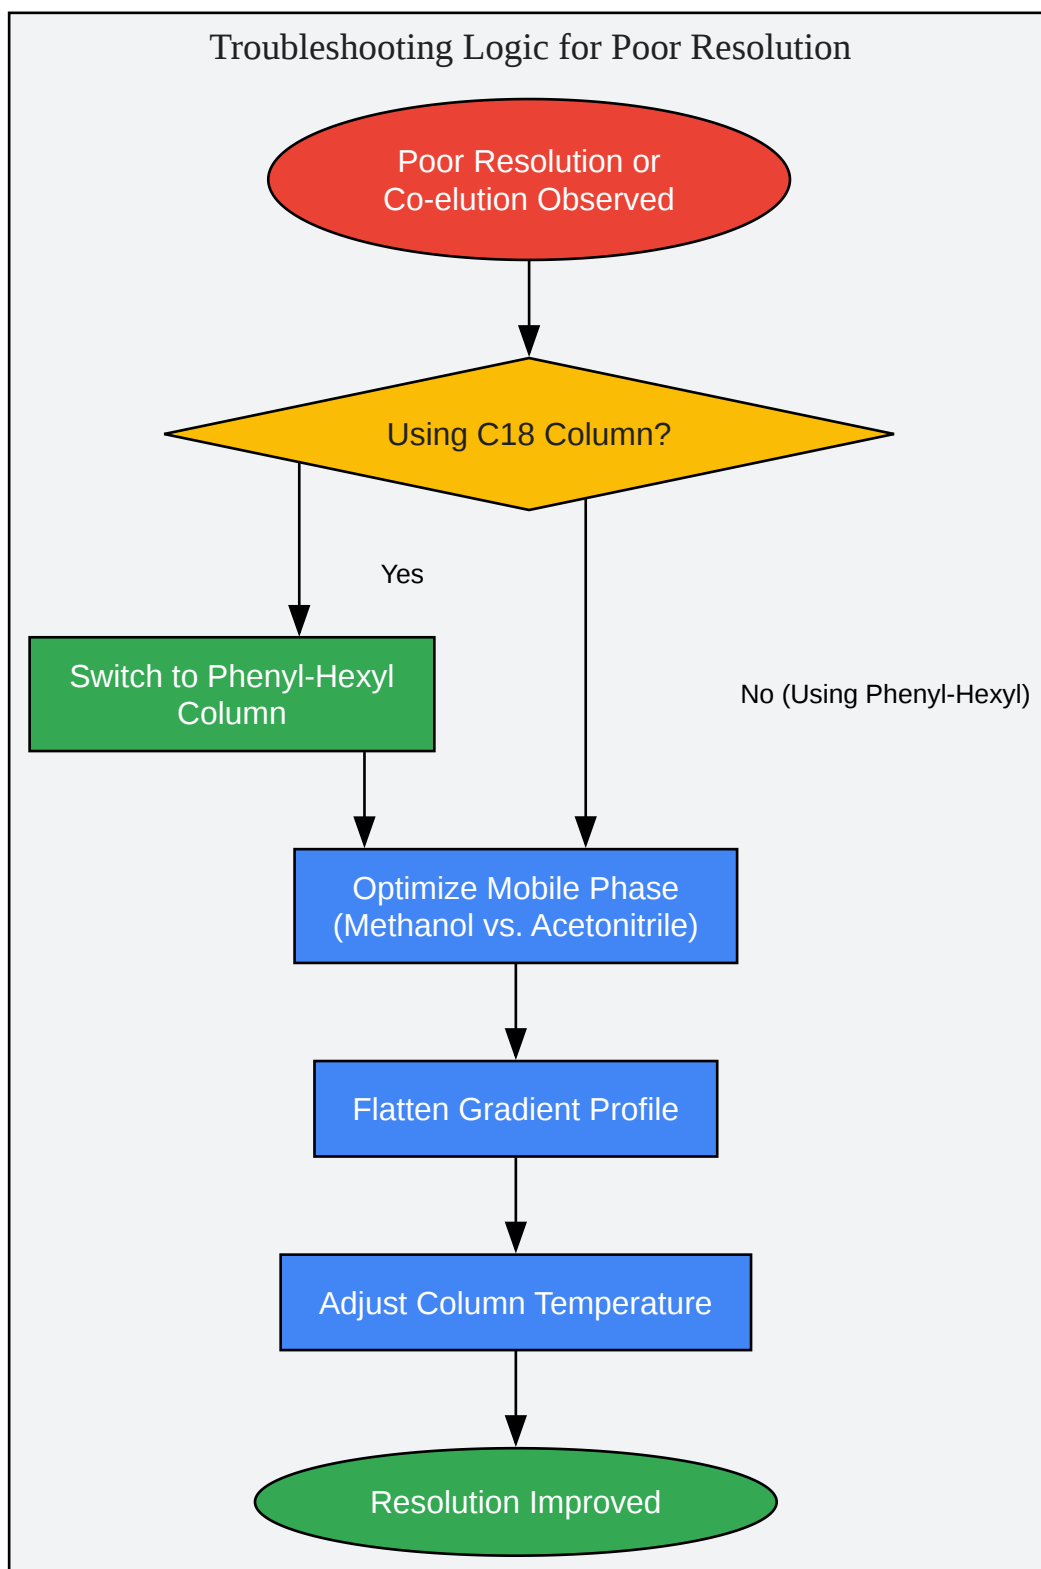 Troubleshooting Logic for Poor Resolution
Poor Resolution or
Co-elution Observed
Using C18 Column?
Yes
Switch to Phenyl-Hexyl
Column
No (Using Phenyl-Hexyl)
Optimize Mobile Phase
(Methanol vs. Acetonitrile)
Flatten Gradient Profile
Adjust Column Temperature
Resolution Improved